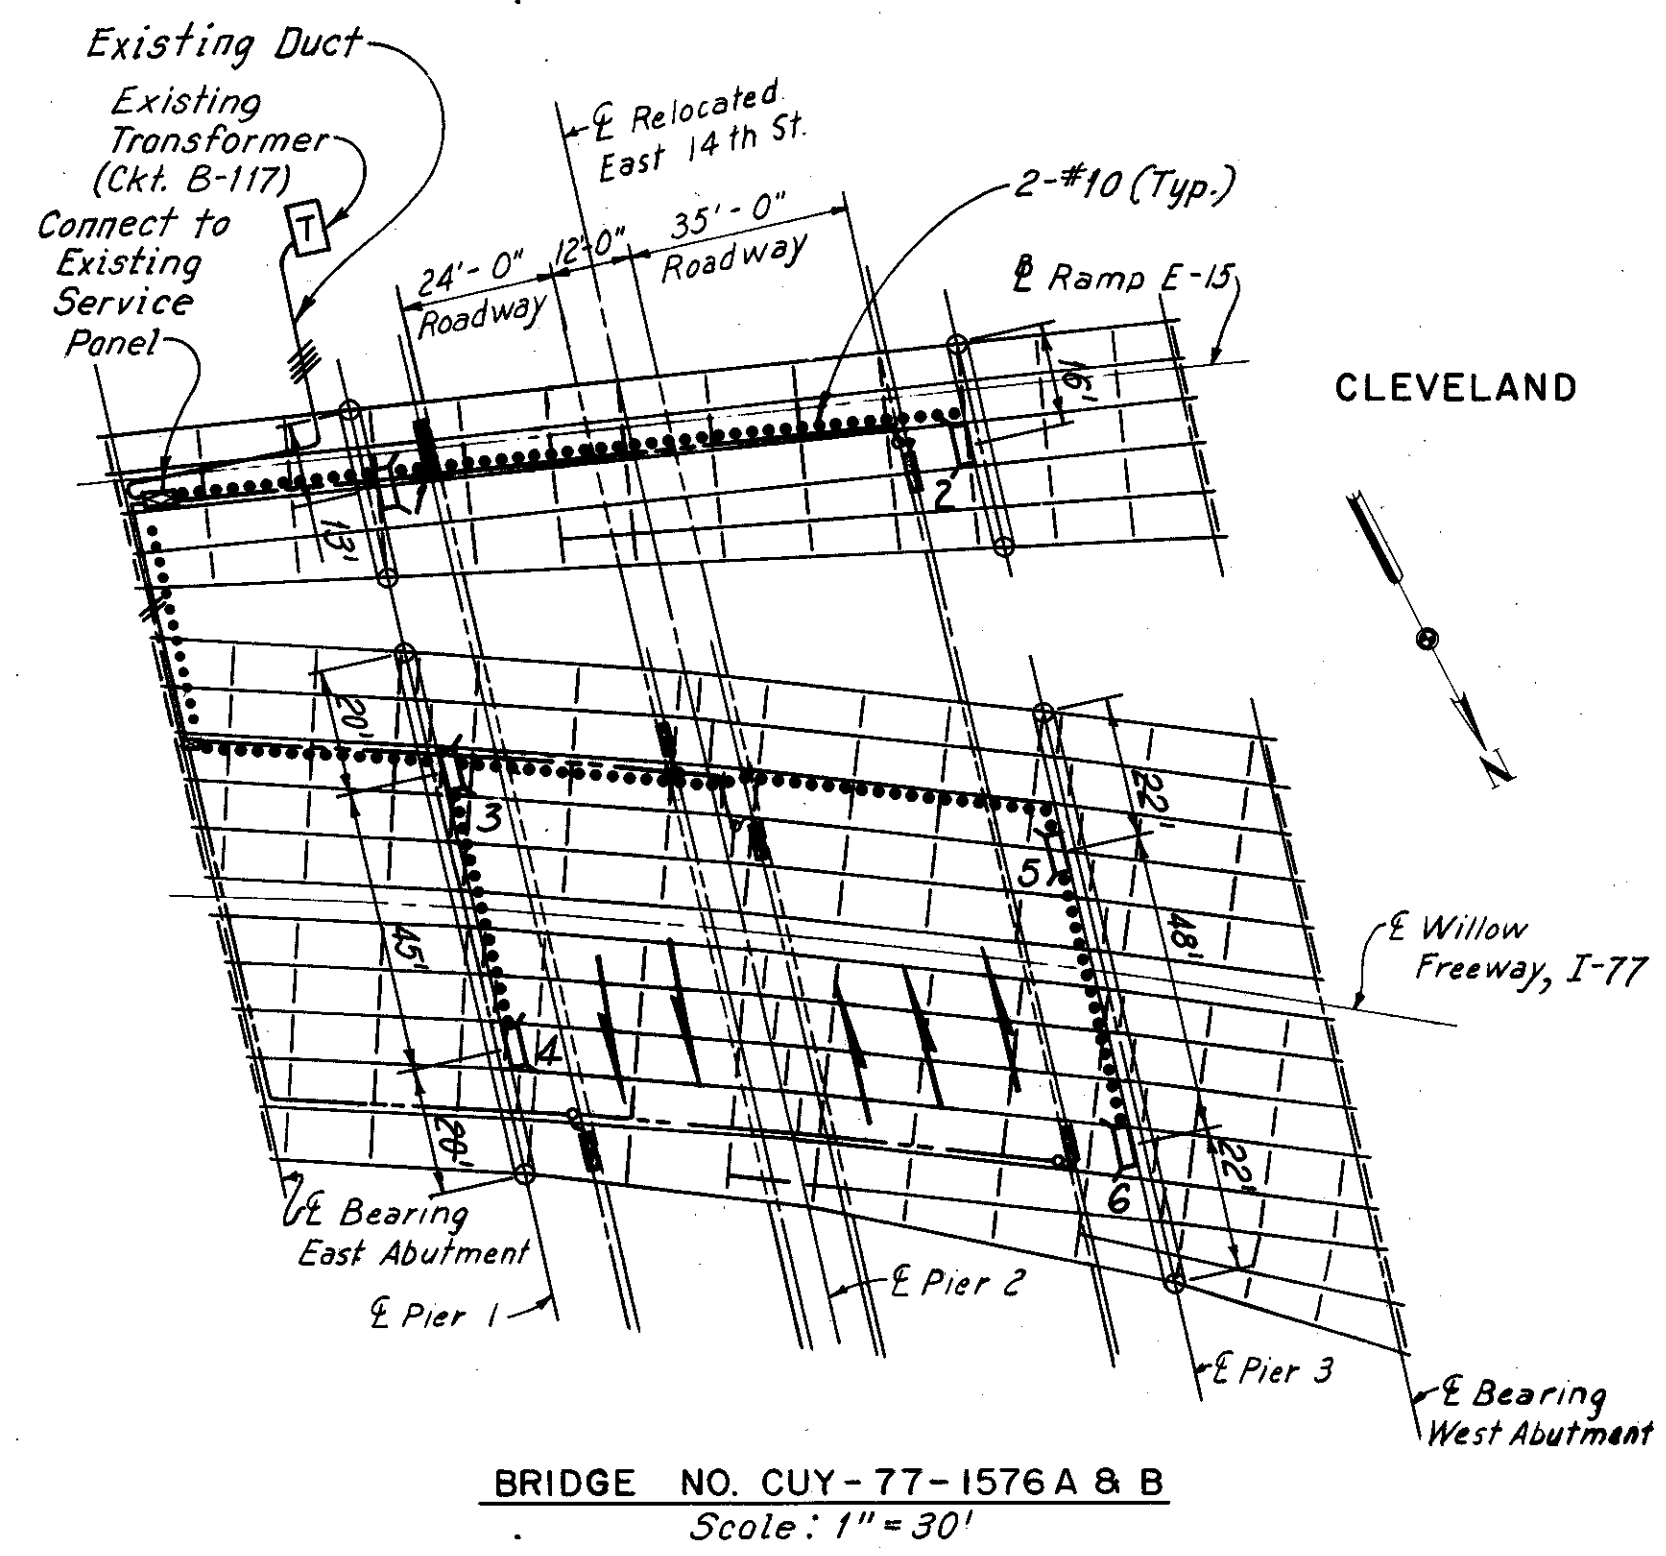 Existing Duct
Existing
Transformer
(Ckt. B-117)
T
Connect to
Existing
Service
Panel
℄ Relocated
East 14th St.
24'-0"
Roadway
12'-0"
35'-0"
Roadway
2-#10 (Typ.)
℄ Ramp E-15
CLEVELAND
16'
13'
1
2
N
20'
3
22'
5
45'
48'
4
20'
22'
6
℄ Willow
Freeway, I-77
℄ Bearing
East Abutment
℄ Pier 1
℄ Pier 2
℄ Pier 3
℄ Bearing
West Abutment
BRIDGE NO. CUY-77-1576 A & B
Scale: 1" = 30'